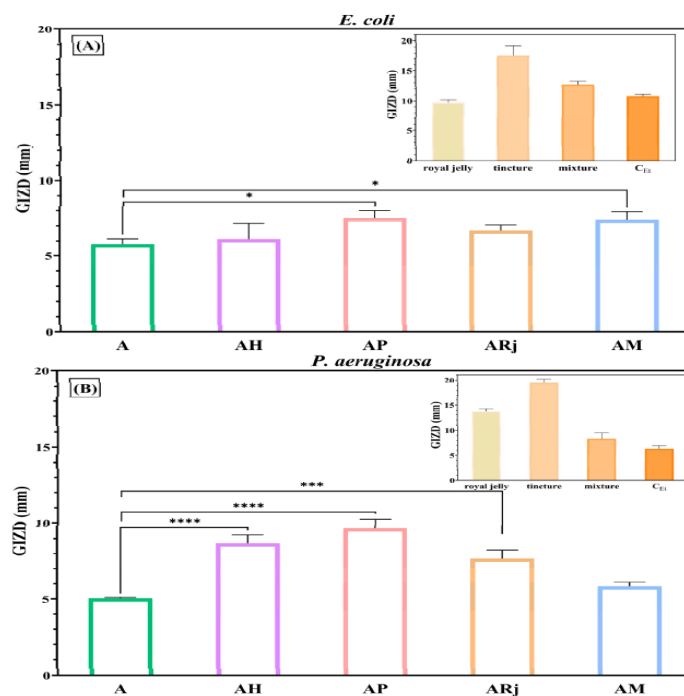 E. coli
(A)
20
15
10
5
0
GIZD (mm)
20
15
10
5
0
GIZD (mm)
royal jelly tincture mixture C_Et
*
*
A AH AP ARj AM
P. aeruginosa
(B)
20
15
10
5
0
GIZD (mm)
20
15
10
5
0
GIZD (mm)
royal jelly tincture mixture C_Et
***
****
****
A AH AP ARj AM